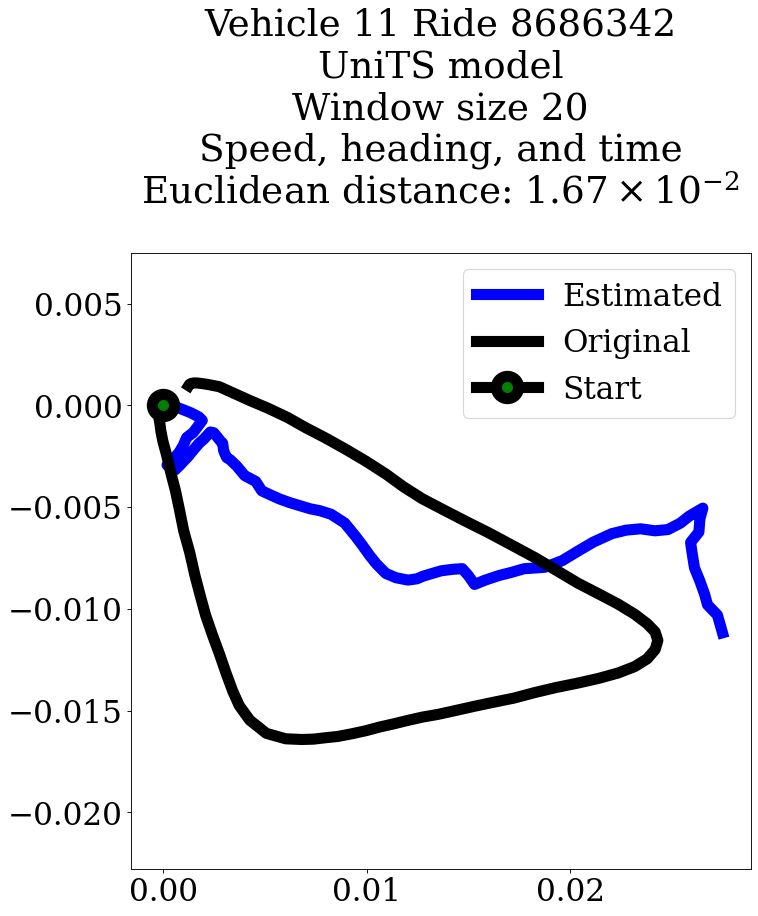 Vehicle 11 Ride 8686342
UniTS model
Window size 20
Speed, heading, and time
Euclidean distance: 1.67 × 10⁻²
Estimated
Original
Start
0.005
0.000
−0.005
−0.010
−0.015
−0.020
0.00 0.01 0.02